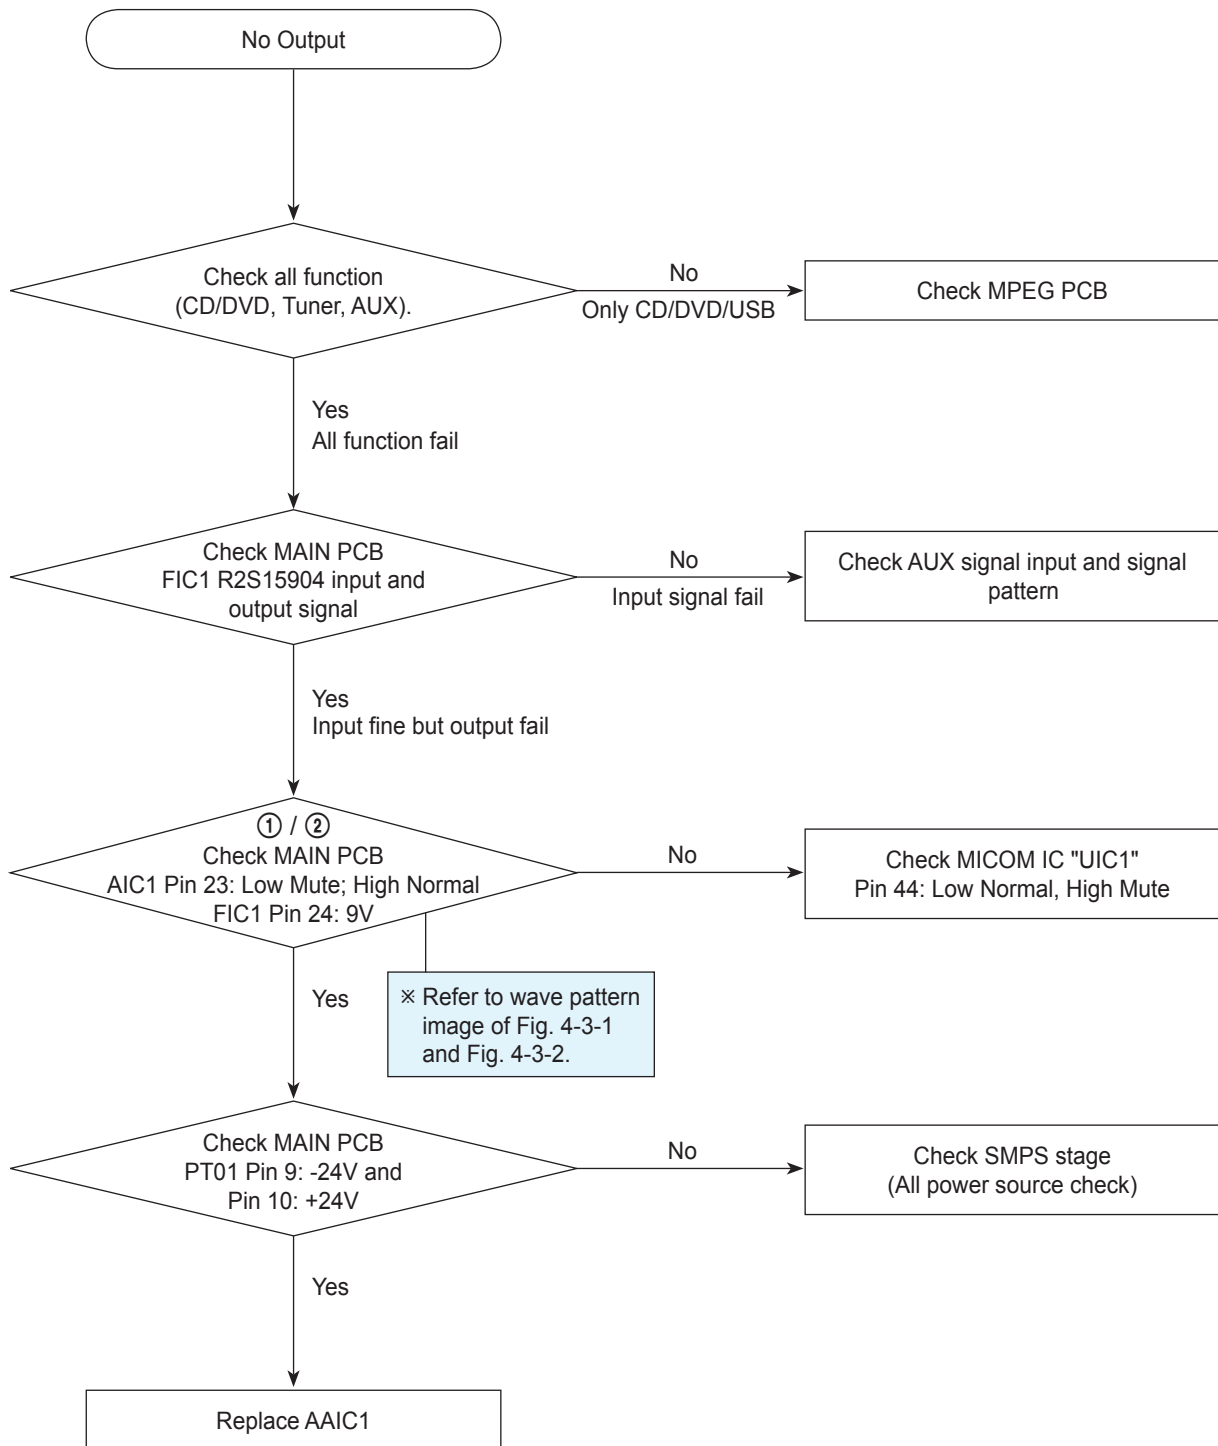 No Output
Check all function
(CD/DVD, Tuner, AUX).
No
Only CD/DVD/USB
Check MPEG PCB
Yes
All function fail
Check MAIN PCB
FIC1 R2S15904 input and
output signal
No
Input signal fail
Check AUX signal input and signal
pattern
Yes
Input fine but output fail
① / ②
Check MAIN PCB
AIC1 Pin 23: Low Mute; High Normal
FIC1 Pin 24: 9V
No
Check MICOM IC "UIC1"
Pin 44: Low Normal, High Mute
Yes
※ Refer to wave pattern
image of Fig. 4-3-1
and Fig. 4-3-2.
Check MAIN PCB
PT01 Pin 9: -24V and
Pin 10: +24V
No
Check SMPS stage
(All power source check)
Yes
Replace AAIC1